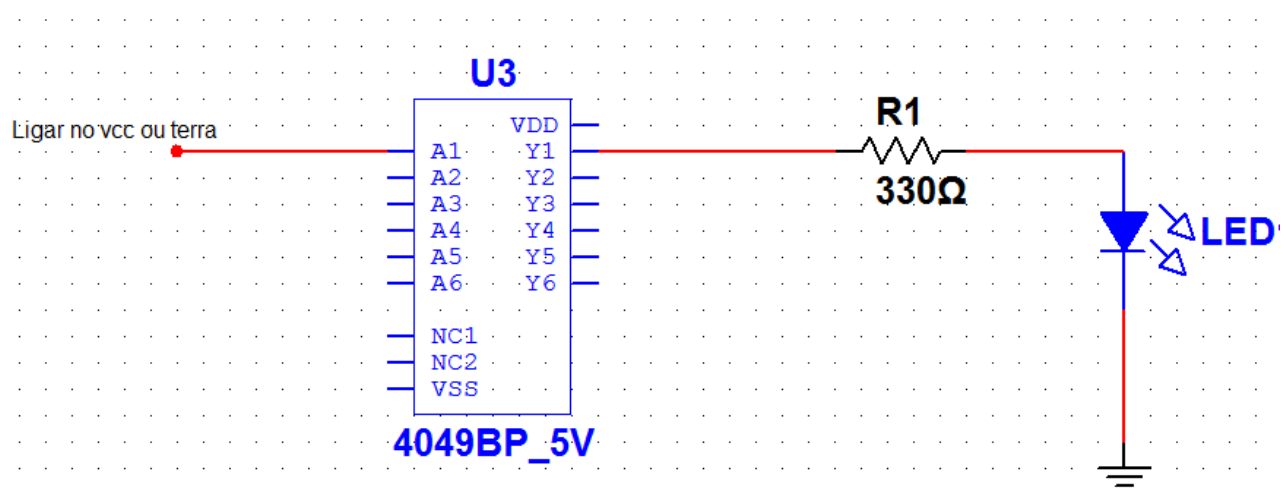 U3
Ligar no vcc ou terra
VDD
A1 Y1
A2 Y2
A3 Y3
A4 Y4
A5 Y5
A6 Y6
NC1
NC2
VSS
4049BP_5V
R1
330Ω
LED1